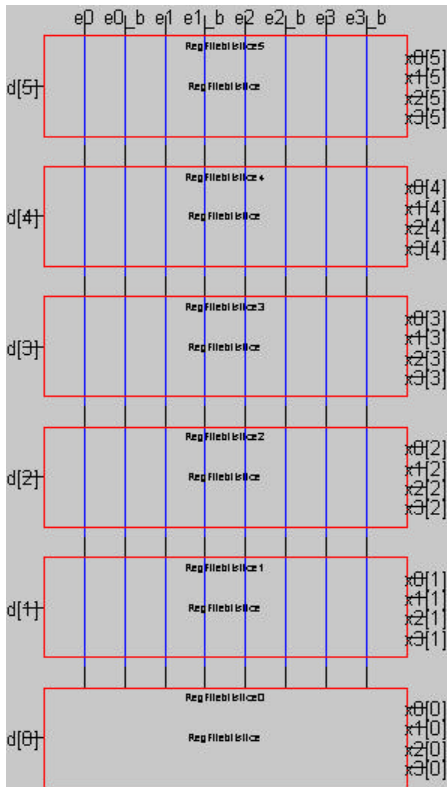 e0 e0_b e1 e1_b e2 e2_b e3 e3_b
RegFilebitslice5
x0[5]
x1[5]
d[5] RegFilebitslice x2[5]
x3[5]
RegFilebitslice4
x0[4]
x1[4]
d[4] RegFilebitslice x2[4]
x3[4]
RegFilebitslice3
x0[3]
x1[3]
d[3] RegFilebitslice x2[3]
x3[3]
RegFilebitslice2
x0[2]
x1[2]
d[2] RegFilebitslice x2[2]
x3[2]
RegFilebitslice1
x0[1]
x1[1]
d[1] RegFilebitslice x2[1]
x3[1]
RegFilebitslice0
x0[0]
x1[0]
d[0] RegFilebitslice x2[0]
x3[0]